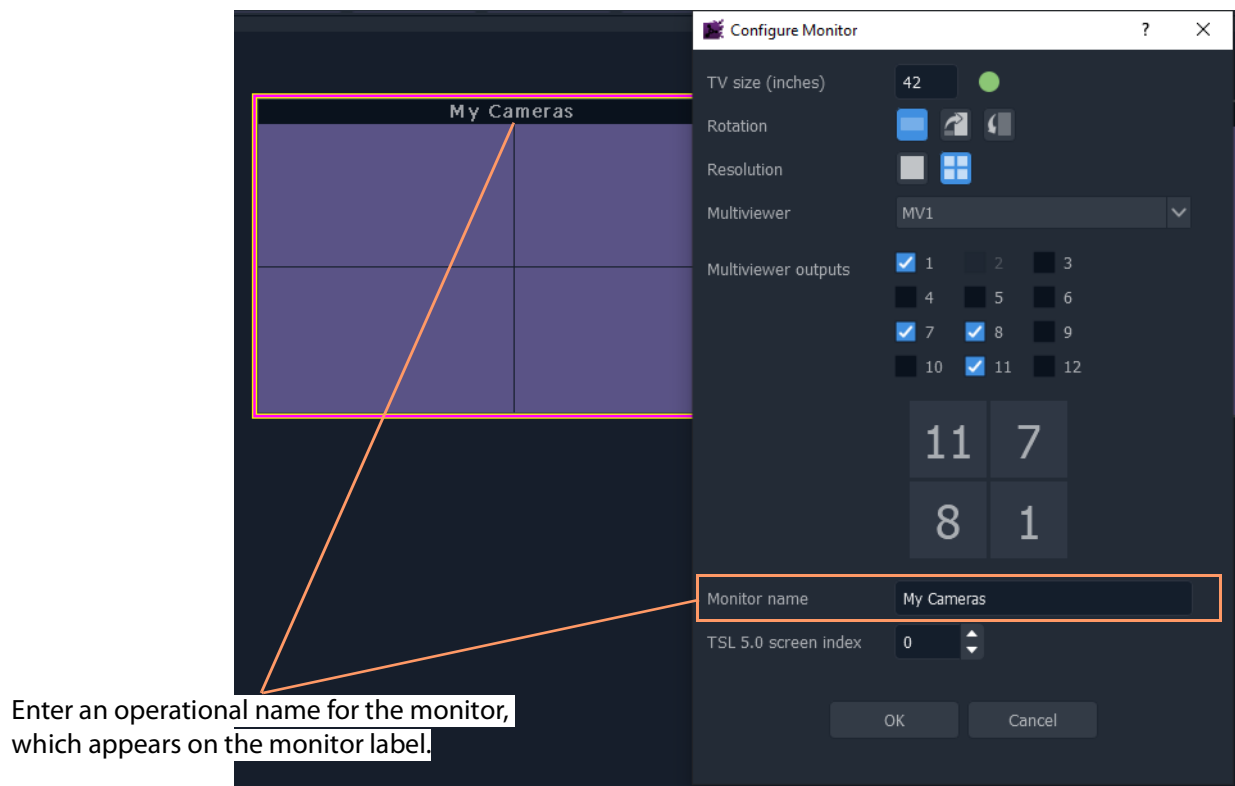 Configure Monitor ? ×
TV size (inches) 42
Rotation
Resolution
Multiviewer MV1
Multiviewer outputs 1 2 3
4 5 6
7 8 9
10 11 12
11 7
8 1
Monitor name My Cameras
TSL 5.0 screen index 0
OK Cancel
My Cameras
Enter an operational name for the monitor,
which appears on the monitor label.